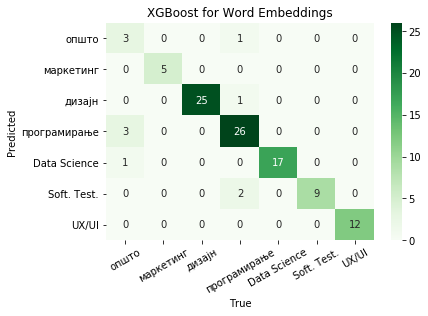 XGBoost for Word Embeddings
општо 3 0 0 1 0 0 0
маркетинг 0 5 0 0 0 0 0
дизајн 0 0 25 1 0 0 0
програмирање 3 0 0 26 0 0 0
Data Science 1 0 0 0 17 0 0
Soft. Test. 0 0 0 2 0 9 0
UX/UI 0 0 0 0 0 0 12
општо маркетинг дизајн програмирање Data Science Soft. Test. UX/UI
True
Predicted
25
20
15
10
5
0